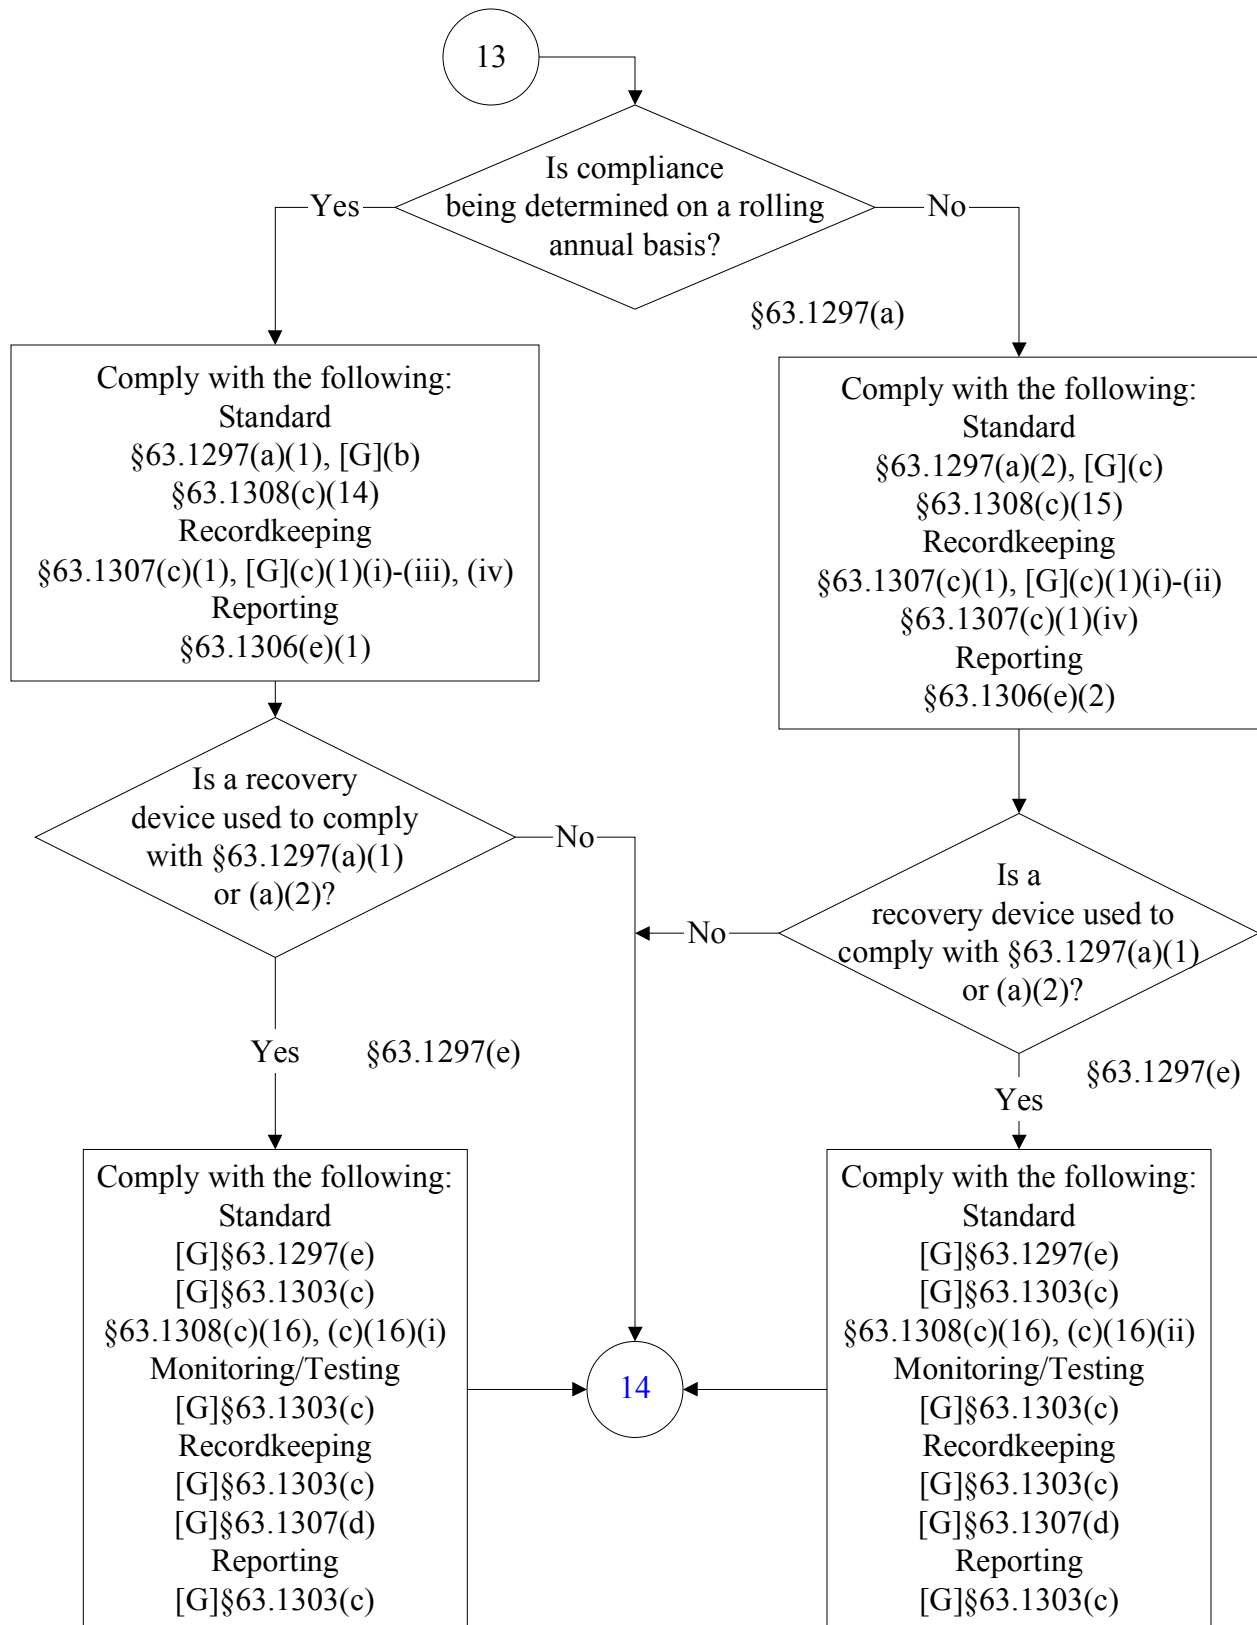 13
Is compliance
being determined on a rolling
annual basis?
Yes
No
§63.1297(a)
Comply with the following:
Standard
§63.1297(a)(1), [G](b)
§63.1308(c)(14)
Recordkeeping
§63.1307(c)(1), [G](c)(1)(i)-(iii), (iv)
Reporting
§63.1306(e)(1)
Comply with the following:
Standard
§63.1297(a)(2), [G](c)
§63.1308(c)(15)
Recordkeeping
§63.1307(c)(1), [G](c)(1)(i)-(ii)
§63.1307(c)(1)(iv)
Reporting
§63.1306(e)(2)
Is a recovery
device used to comply
with §63.1297(a)(1)
or (a)(2)?
No
Is a
recovery device used to
comply with §63.1297(a)(1)
or (a)(2)?
No
Yes
§63.1297(e)
Yes
§63.1297(e)
Comply with the following:
Standard
[G]§63.1297(e)
[G]§63.1303(c)
§63.1308(c)(16), (c)(16)(i)
Monitoring/Testing
[G]§63.1303(c)
Recordkeeping
[G]§63.1303(c)
[G]§63.1307(d)
Reporting
[G]§63.1303(c)
14
Comply with the following:
Standard
[G]§63.1297(e)
[G]§63.1303(c)
§63.1308(c)(16), (c)(16)(ii)
Monitoring/Testing
[G]§63.1303(c)
Recordkeeping
[G]§63.1303(c)
[G]§63.1307(d)
Reporting
[G]§63.1303(c)